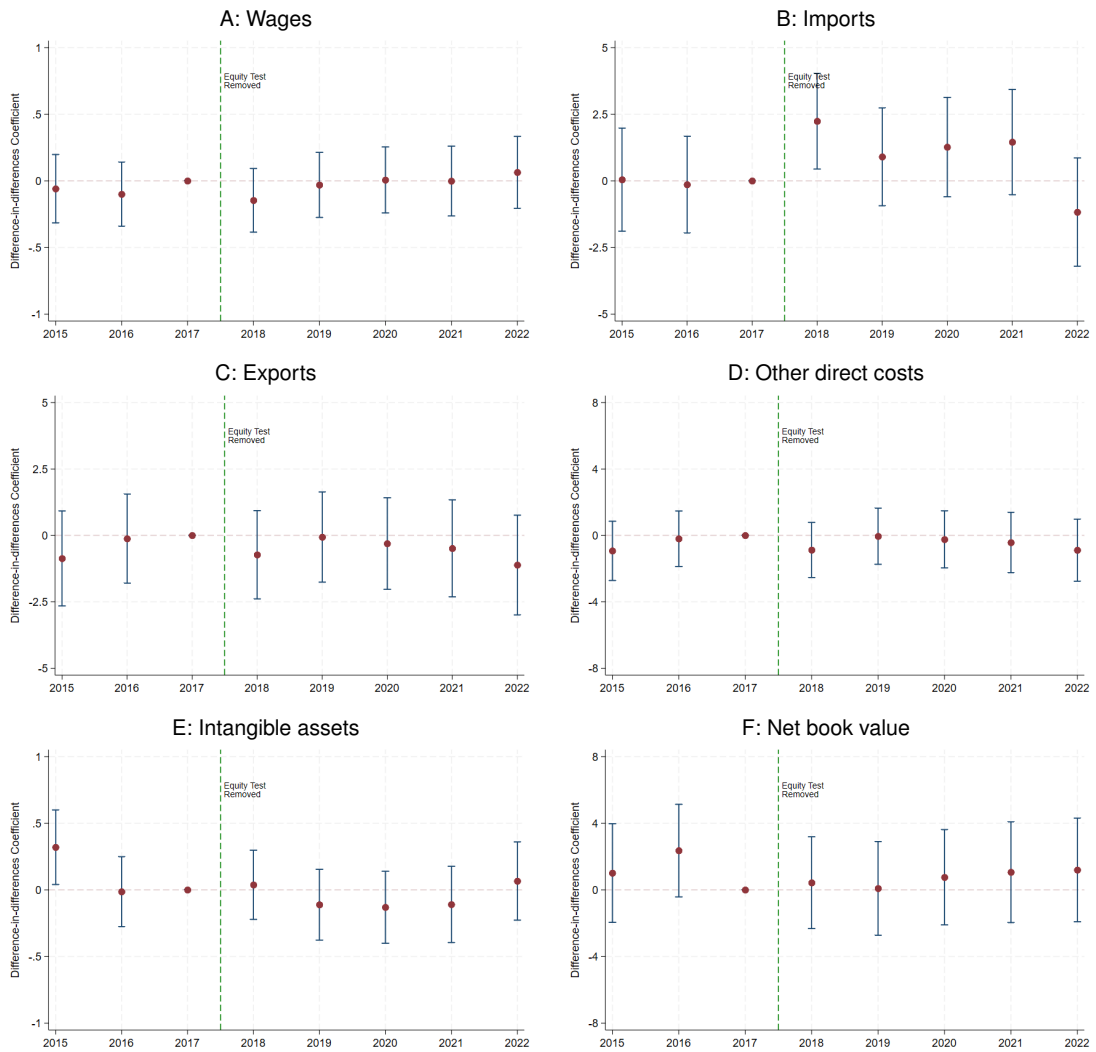 A: Wages
Difference-in-differences Coefficient
1
.5
0
-.5
-1
Equity Test
Removed
2015 2016 2017 2018 2019 2020 2021 2022
B: Imports
Difference-in-differences Coefficient
5
2.5
0
-2.5
-5
Equity Test
Removed
2015 2016 2017 2018 2019 2020 2021 2022
C: Exports
Difference-in-differences Coefficient
5
2.5
0
-2.5
-5
Equity Test
Removed
2015 2016 2017 2018 2019 2020 2021 2022
D: Other direct costs
Difference-in-differences Coefficient
8
4
0
-4
-8
Equity Test
Removed
2015 2016 2017 2018 2019 2020 2021 2022
E: Intangible assets
Difference-in-differences Coefficient
1
.5
0
-.5
-1
Equity Test
Removed
2015 2016 2017 2018 2019 2020 2021 2022
F: Net book value
Difference-in-differences Coefficient
8
4
0
-4
-8
Equity Test
Removed
2015 2016 2017 2018 2019 2020 2021 2022